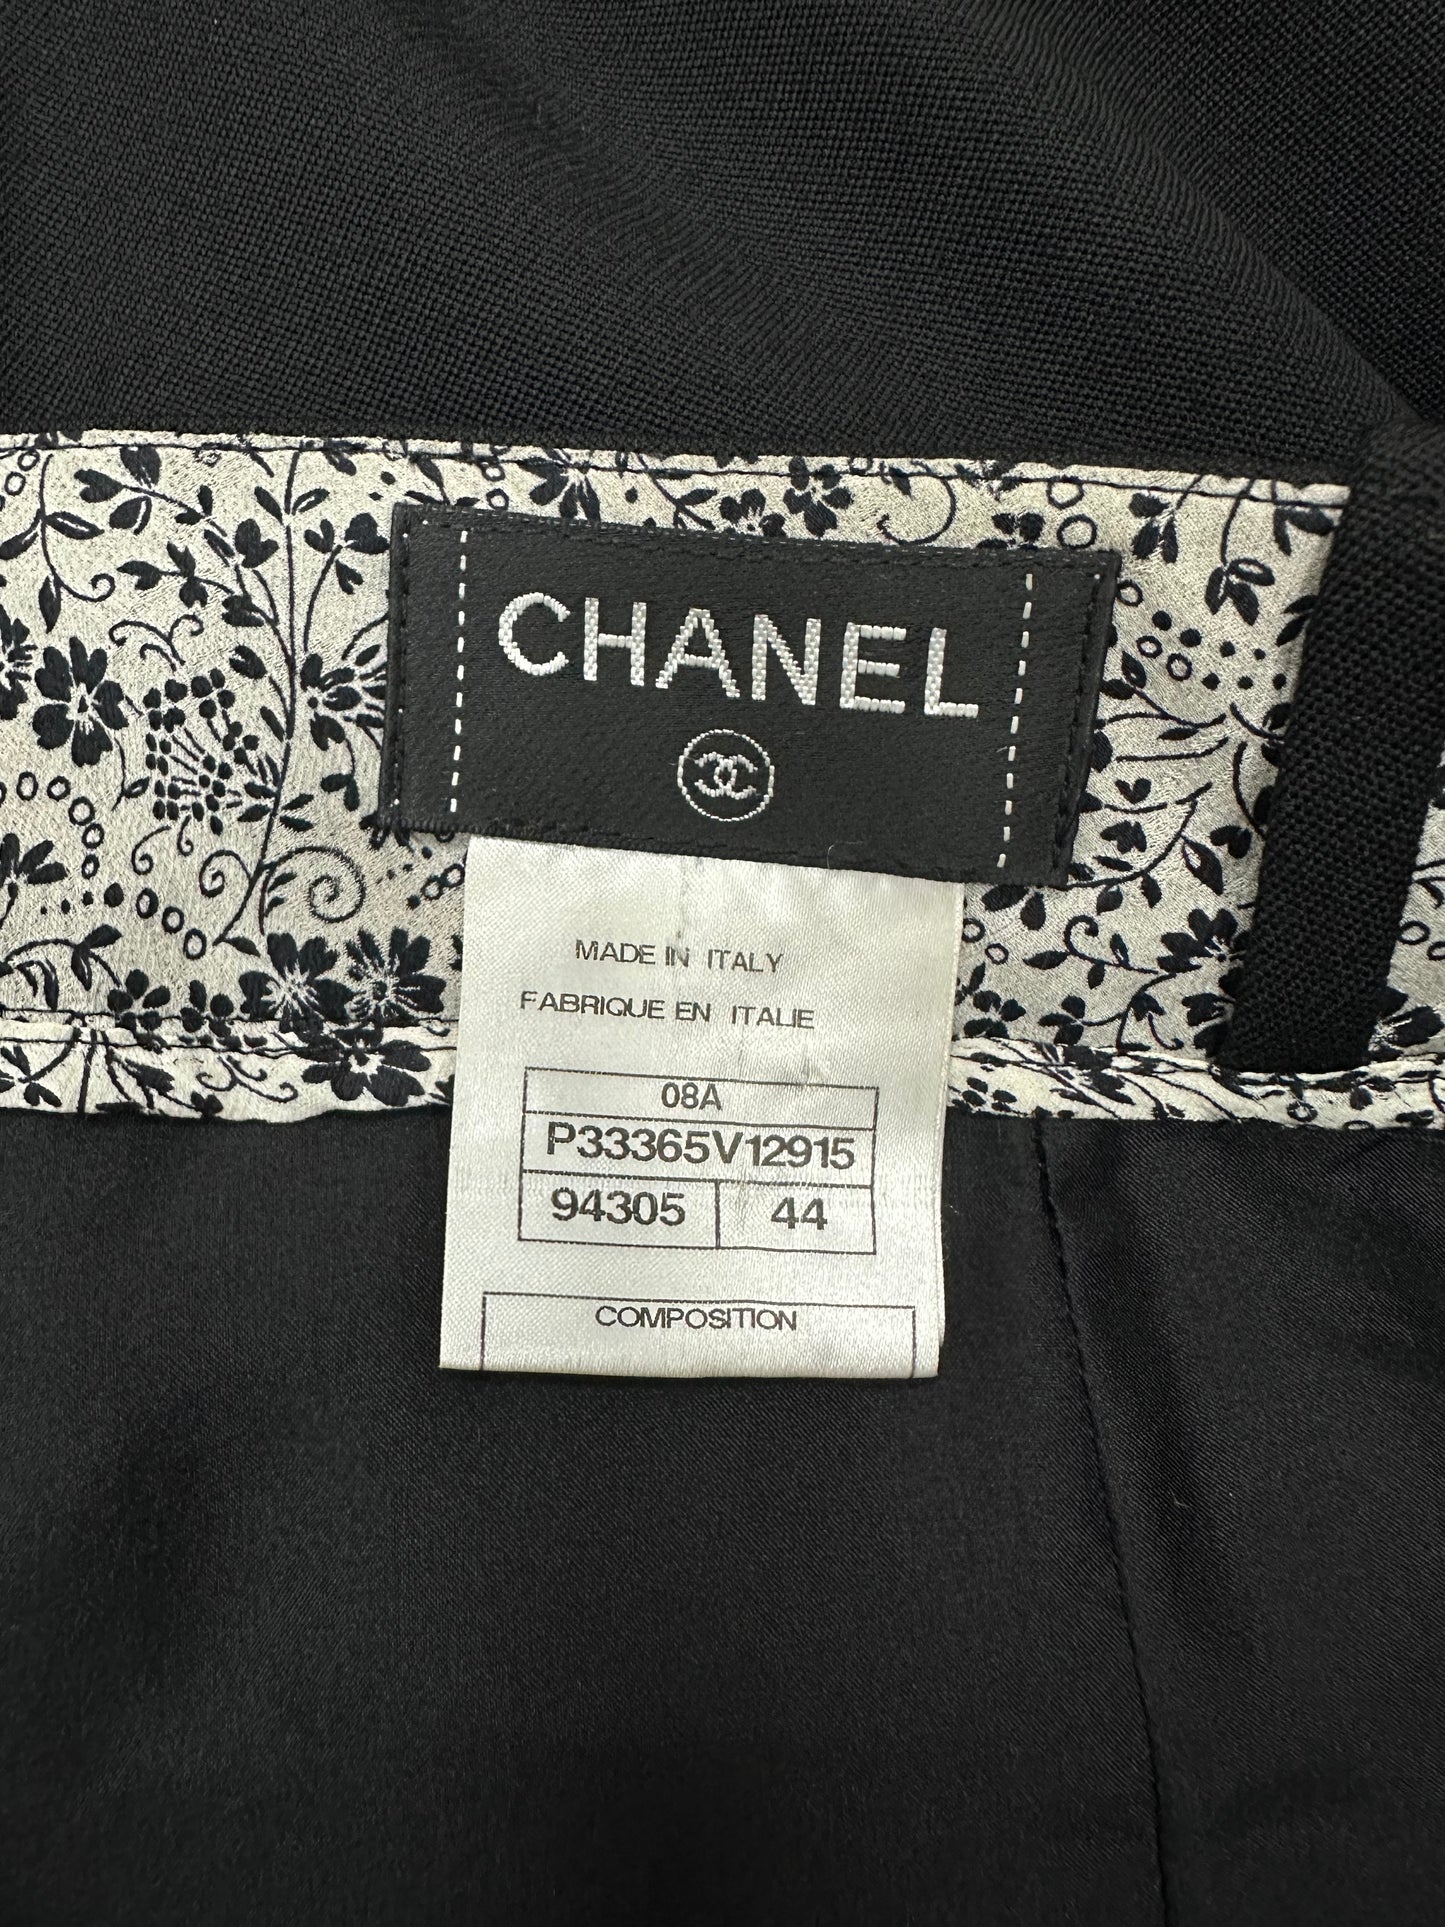 CHANEL
MADE IN ITALY
FABRIQUE EN ITALIE
08A
P33365V12915
94305 44
COMPOSITION